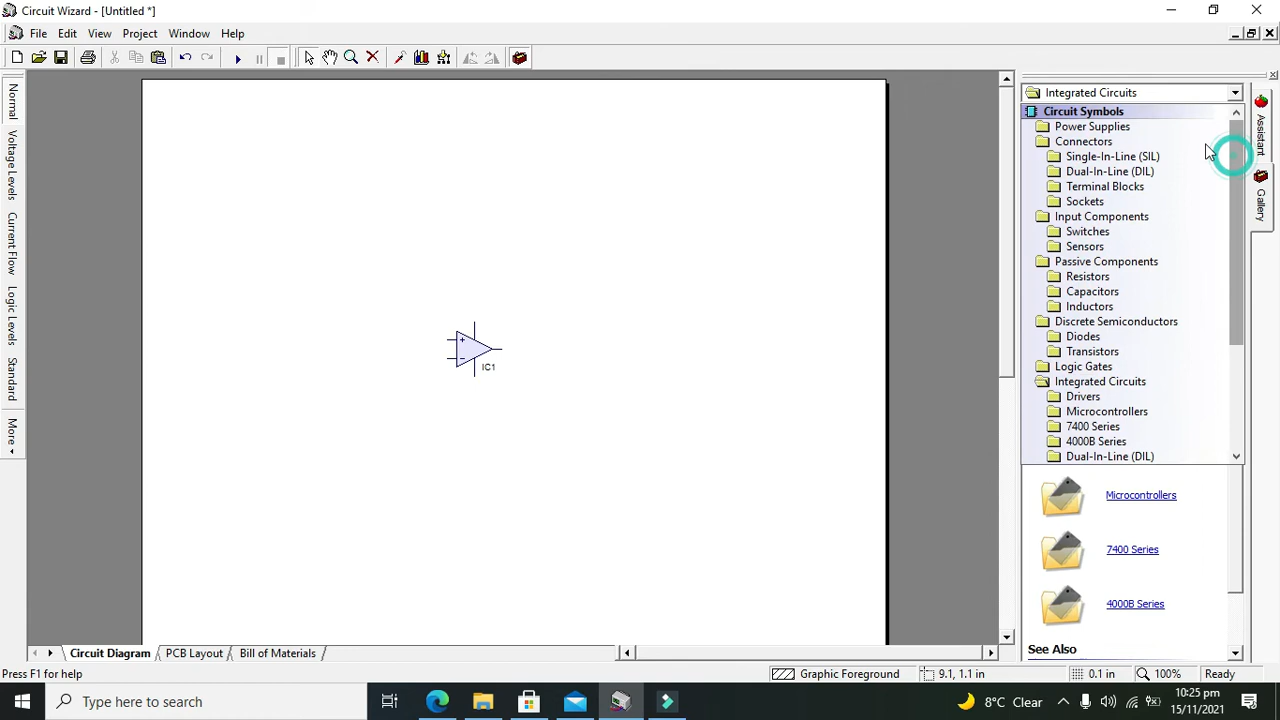 Circuit Wizard - [Untitled *]
File Edit View Project Window Help
Normal
Voltage Levels
Current Flow
Logic Levels
Standard
More
Integrated Circuits
Circuit Symbols
Power Supplies
Connectors
Single-In-Line (SIL)
Dual-In-Line (DIL)
Terminal Blocks
Sockets
Input Components
Switches
Sensors
Passive Components
Resistors
Capacitors
Inductors
Discrete Semiconductors
Diodes
Transistors
Logic Gates
Integrated Circuits
Drivers
Microcontrollers
7400 Series
4000B Series
Dual-In-Line (DIL)
Microcontrollers
7400 Series
4000B Series
See Also
Assistant
Gallery
IC1
Circuit Diagram PCB Layout Bill of Materials
Press F1 for help Graphic Foreground 9.1, 1.1 in 0.1 in 100% Ready
Type here to search
8°C Clear
10:25 pm
15/11/2021